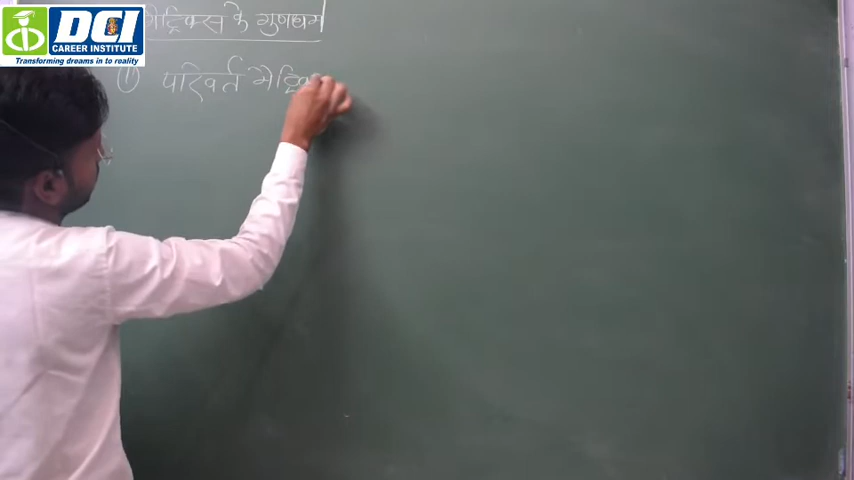 DCI
CAREER INSTITUTE
Transforming dreams in to reality
मैट्रिक्स के गुणधर्म
① परिवर्त मैट्रिक